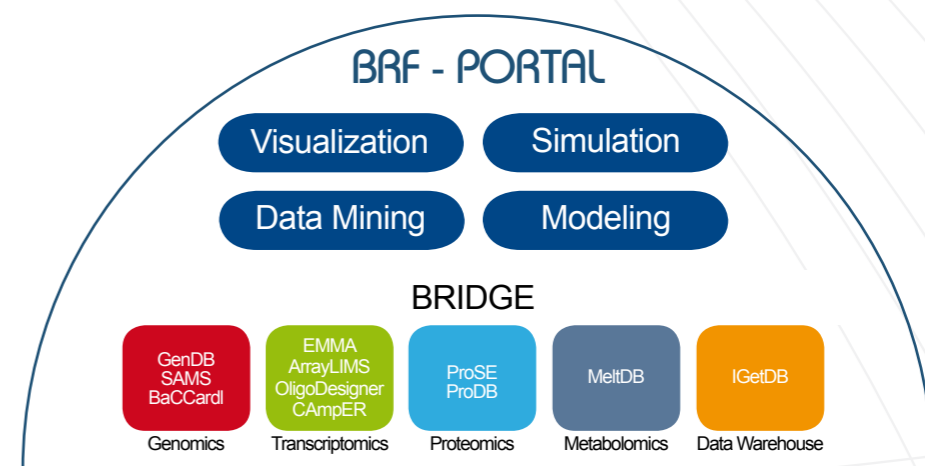 BRF - PORTAL
Visualization
Simulation
Data Mining
Modeling
BRIDGE
GenDB
SAMS
BaCCardI
EMMA
ArrayLIMS
OligoDesigner
CAmpER
ProSE
ProDB
MeltDB
IGetDB
Genomics
Transcriptomics
Proteomics
Metabolomics
Data Warehouse